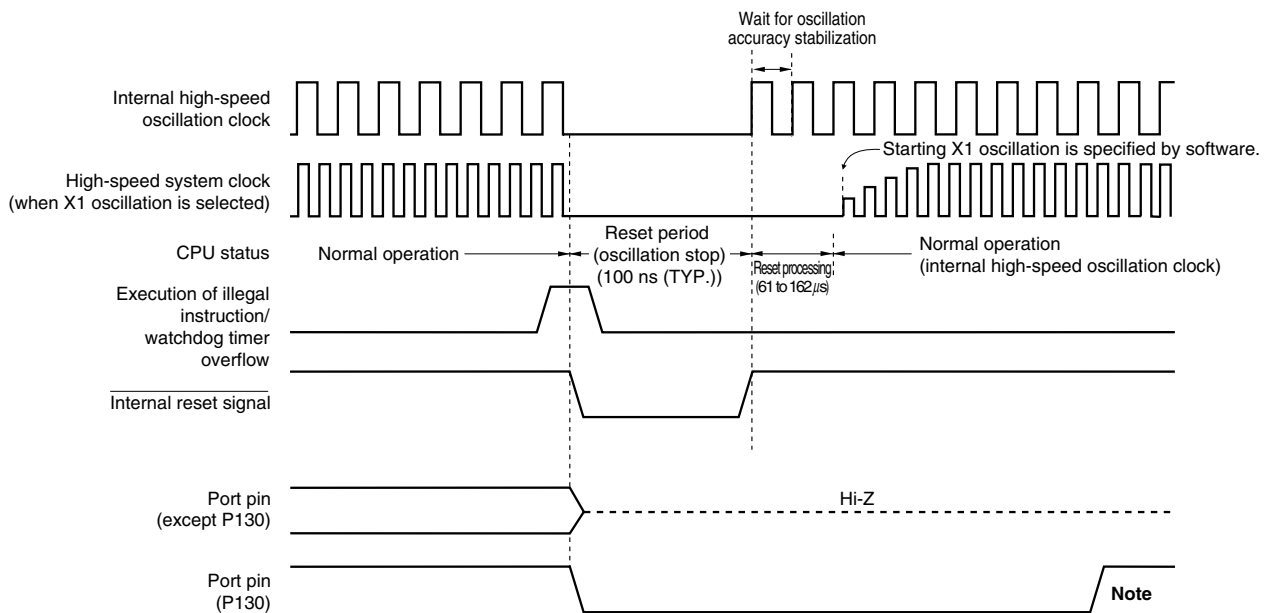 Wait for oscillation
accuracy stabilization
Internal high-speed
oscillation clock
Starting X1 oscillation is specified by software.
High-speed system clock
(when X1 oscillation is selected)
CPU status
Normal operation
Reset period
(oscillation stop)
(100 ns (TYP.))
Reset processing
(61 to 162 μs)
Normal operation
(internal high-speed oscillation clock)
Execution of illegal
instruction/
watchdog timer
overflow
Internal reset signal
Port pin
(except P130)
Hi-Z
Port pin
(P130)
Note